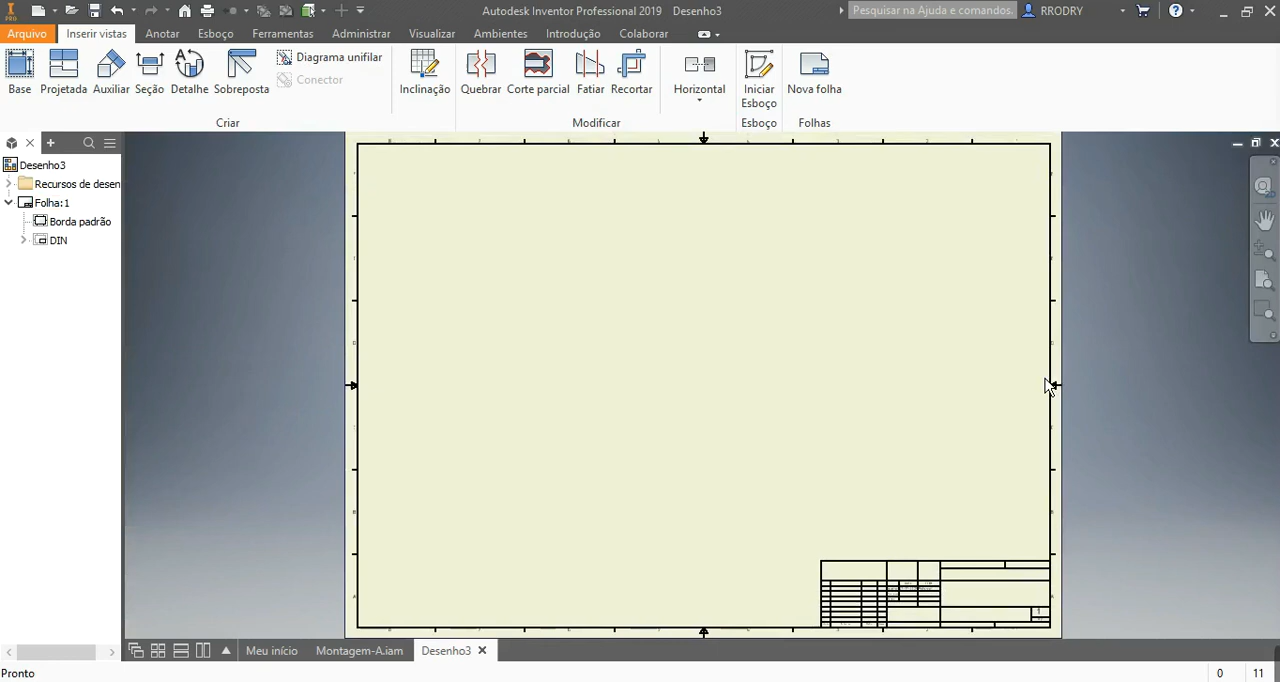 PRO
Autodesk Inventor Professional 2019 Desenho3
Pesquisar na Ajuda e comandos.
RRODRY
Arquivo
Inserir vistas
Anotar
Esboço
Ferramentas
Administrar
Visualizar
Ambientes
Introdução
Colaborar
Base
Projetada
Auxiliar
Seção
Detalhe
Sobreposta
Diagrama unifilar
Conector
Inclinação
Quebrar
Corte parcial
Fatiar
Recortar
Horizontal
Iniciar
Esboço
Nova folha
Criar
Modificar
Esboço
Folhas
Desenho3
Recursos de desen
Folha:1
Borda padrão
DIN
1
Meu início
Montagem-A.iam
Desenho3
Pronto
0
11